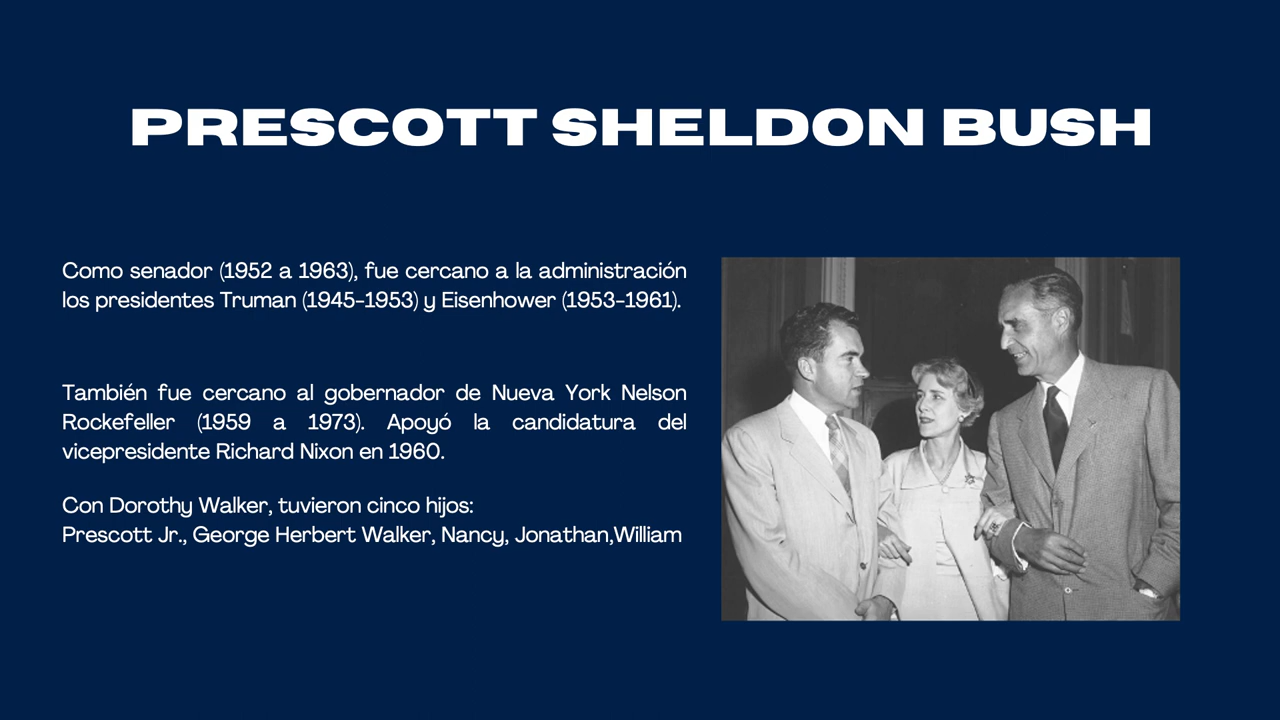 PRESCOTT SHELDON BUSH
Como senador (1952 a 1963), fue cercano a la administración
los presidentes Truman (1945-1953) y Eisenhower (1953-1961).
También fue cercano al gobernador de Nueva York Nelson
Rockefeller (1959 a 1973). Apoyó la candidatura del
vicepresidente Richard Nixon en 1960.
Con Dorothy Walker, tuvieron cinco hijos:
Prescott Jr., George Herbert Walker, Nancy, Jonathan,William